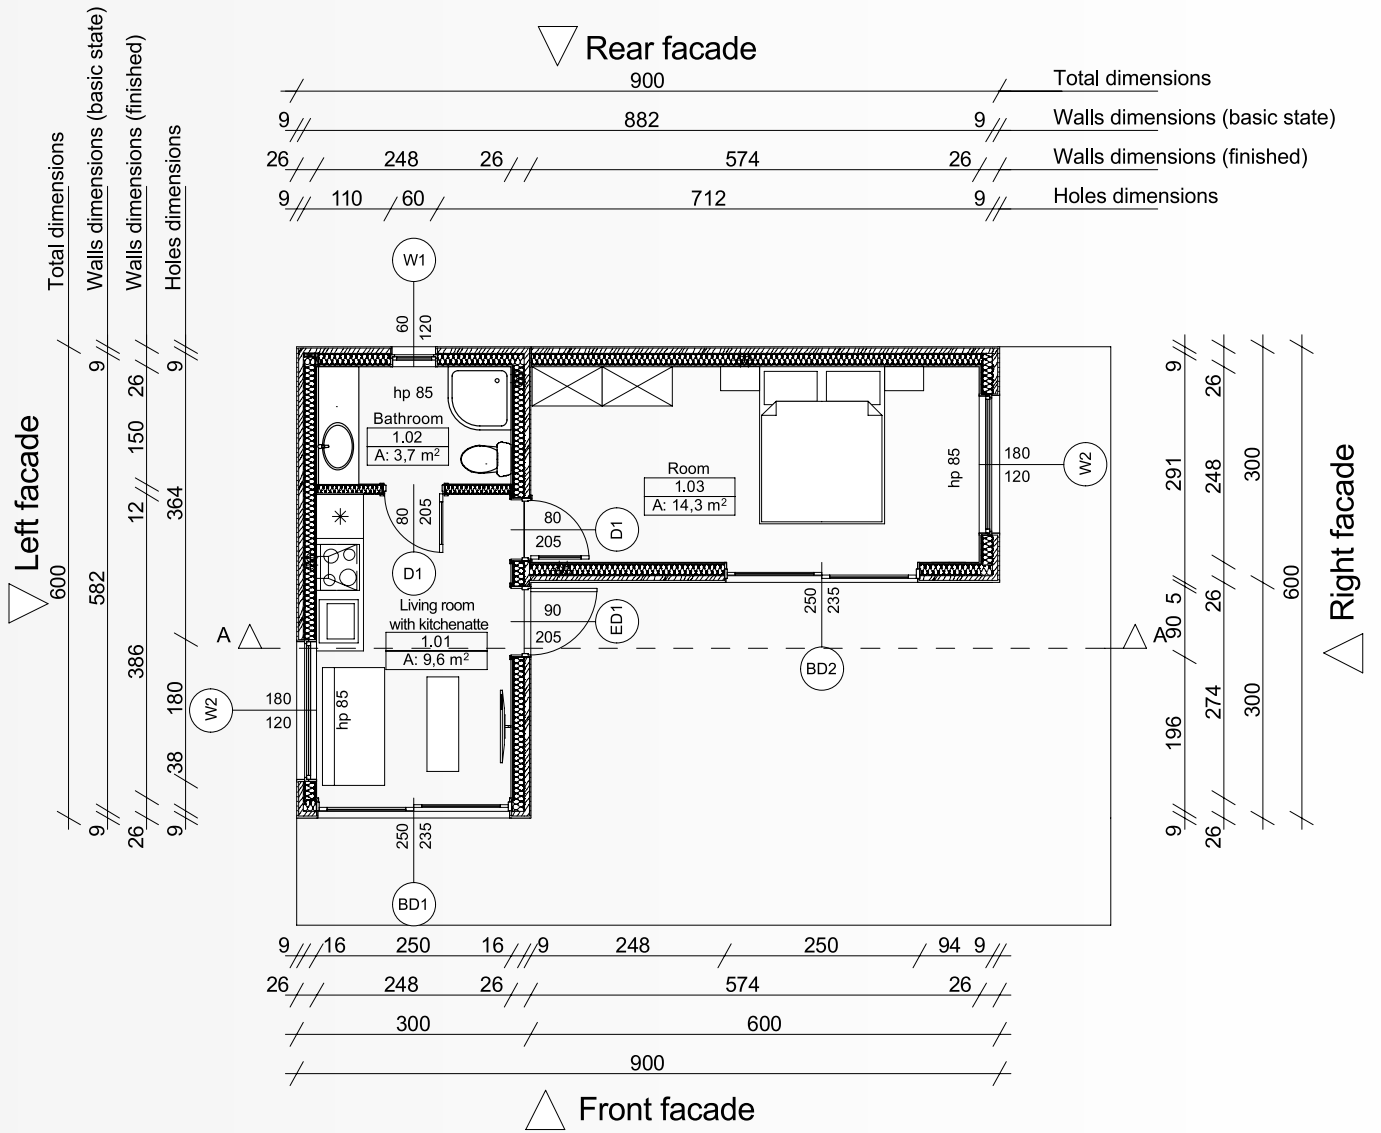 Rear facade
900
Total dimensions
9 882 9
Walls dimensions (basic state)
26 248 26 574 26
Walls dimensions (finished)
9 110 60 712 9
Holes dimensions
Total dimensions
Walls dimensions (basic state)
Walls dimensions (finished)
Holes dimensions
Left facade
600
9 582 9
26 150 12 386 26
9 364 180 38 9
W1
60
120
hp 85
Bathroom
1.02
A: 3,7 m²
80
205
D1
Room
1.03
A: 14,3 m²
hp 85
180
120
W2
80
205
D1
90
205
ED1
Living room
with kitchenatte
1.01
A: 9,6 m²
A
A
180
120
W2
hp 85
250
235
BD2
250
235
BD1
9 291 5 90 196 9
26 248 26 274 26
300 300
600
Right facade
9 16 250 16 9 248 250 94 9
26 248 26 574 26
300 600
900
Front facade